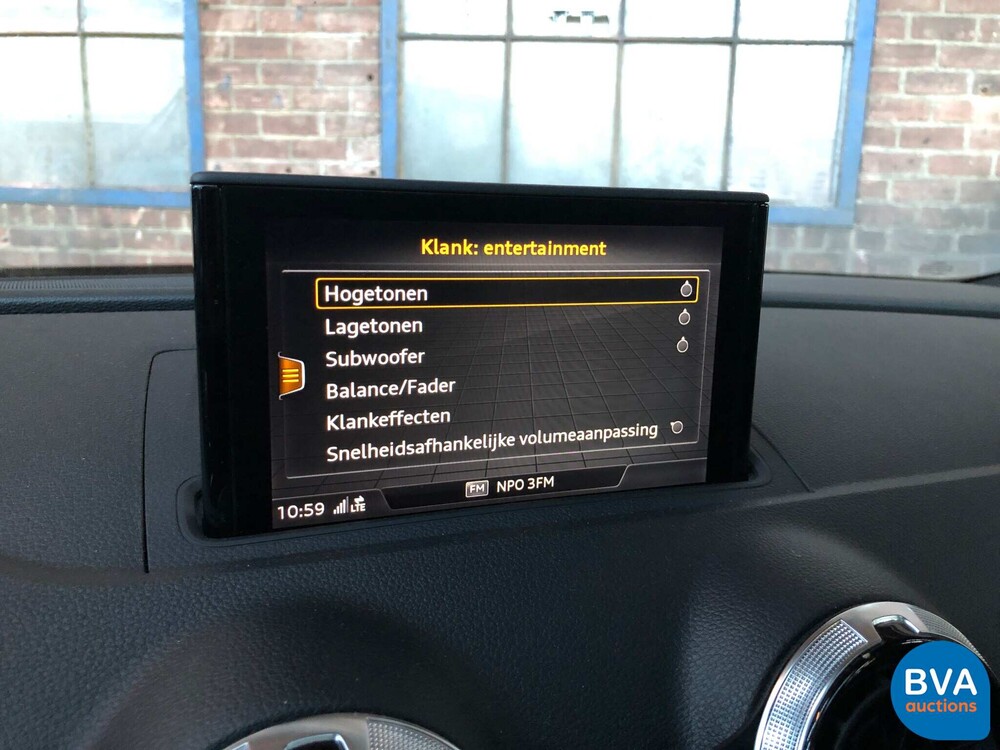 Klank: entertainment
Hogetonen
Lagetonen
Subwoofer
Balance/Fader
Klankeffecten
Snelheidsafhankelijke volumeaanpassing
FM NPO 3FM
10:59 LTE
BVA
auctions